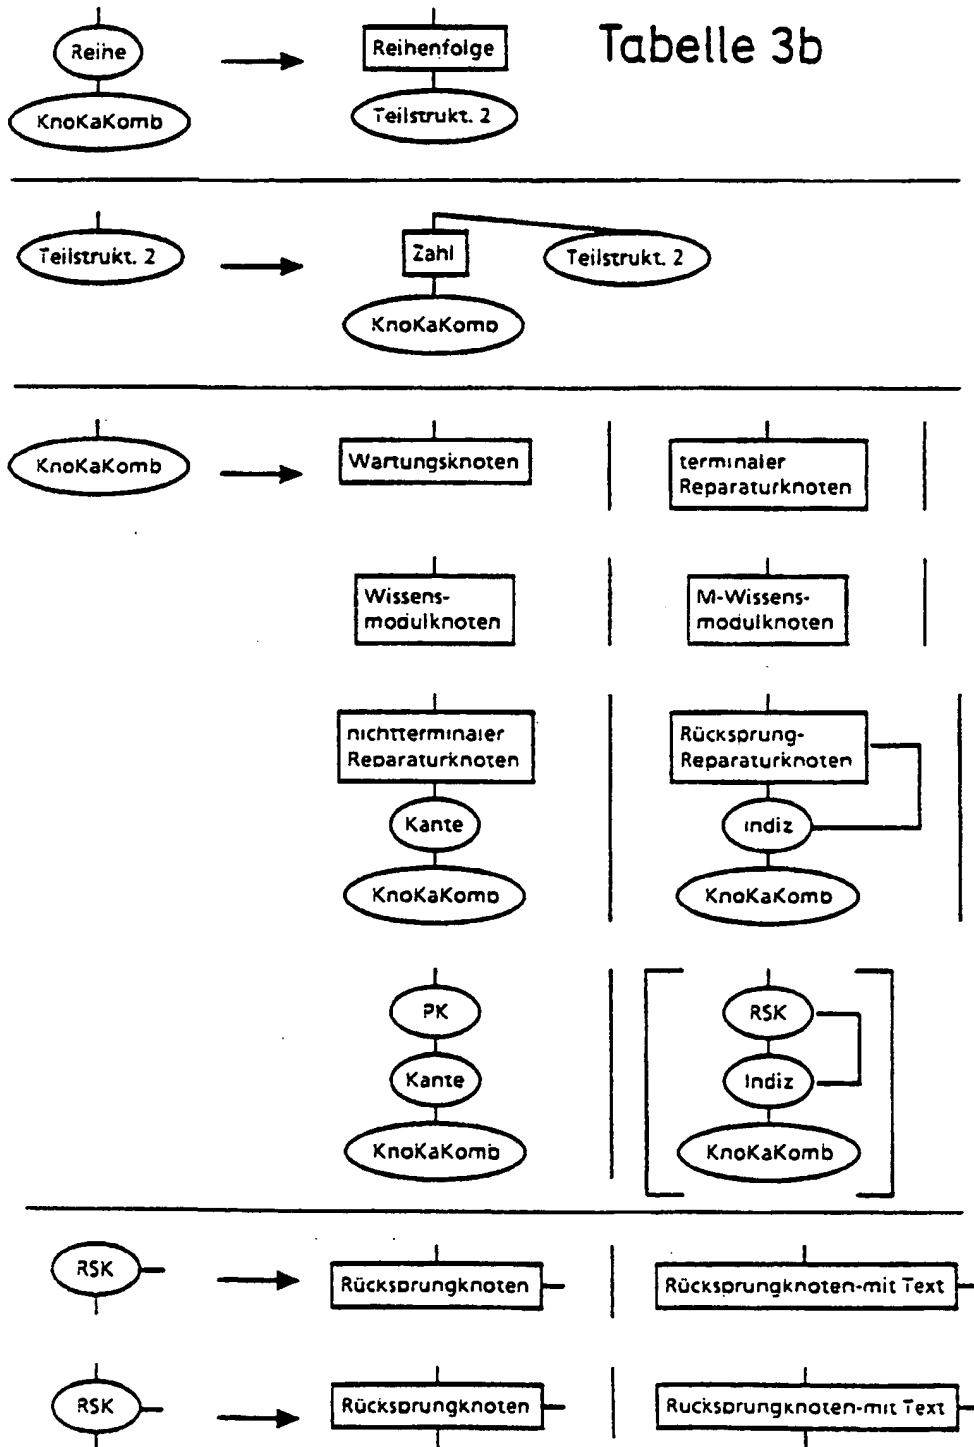 Tabelle 3b
Reihe
Reihenfolge
KnoKaKomb
Teilstrukt. 2
Teilstrukt. 2
Zahl
Teilstrukt. 2
KnoKaKomb
KnoKaKomb
Wartungsknoten
terminaler
Reparaturknoten
Wissens-
modulknoten
M-Wissens-
modulknoten
nichtterminaler
Reparaturknoten
Rücksprung-
Reparaturknoten
Kante
Indiz
KnoKaKomb
KnoKaKomb
PK
RSK
Kante
Indiz
KnoKaKomb
KnoKaKomb
RSK
Rücksprungknoten
Rücksprungknoten-mit Text
RSK
Rücksprungknoten
Rucksprungknoten-mit Text